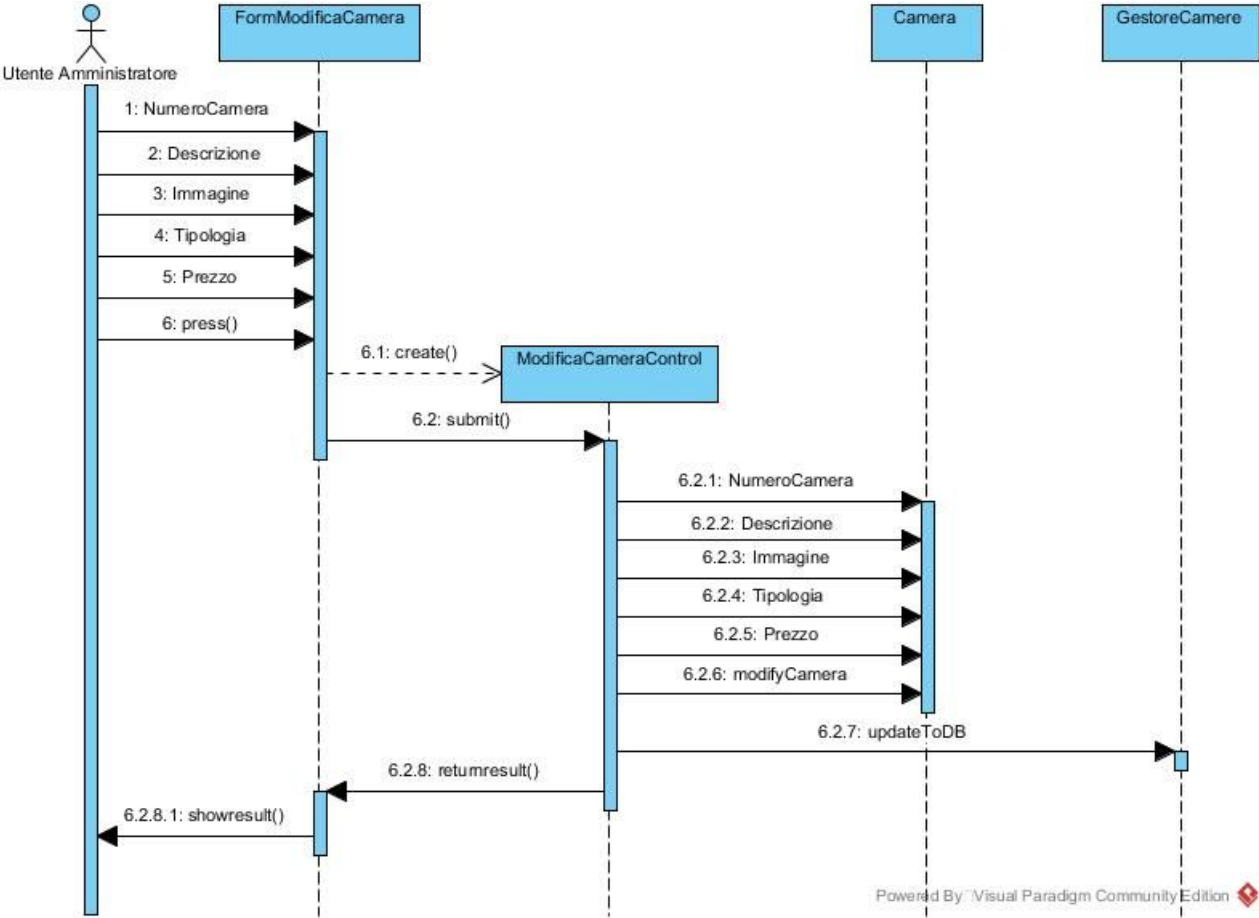 FormModificaCamera
Camera
GestoreCamere
Utente Amministratore
1: NumeroCamera
2: Descrizione
3: Immagine
4: Tipologia
5: Prezzo
6: press()
6.1: create()
ModificaCameraControl
6.2: submit()
6.2.1: NumeroCamera
6.2.2: Descrizione
6.2.3: Immagine
6.2.4: Tipologia
6.2.5: Prezzo
6.2.6: modifyCamera
6.2.7: updateToDB
6.2.8: returnresult()
6.2.8.1: showresult()
Powered By Visual Paradigm Community Edition